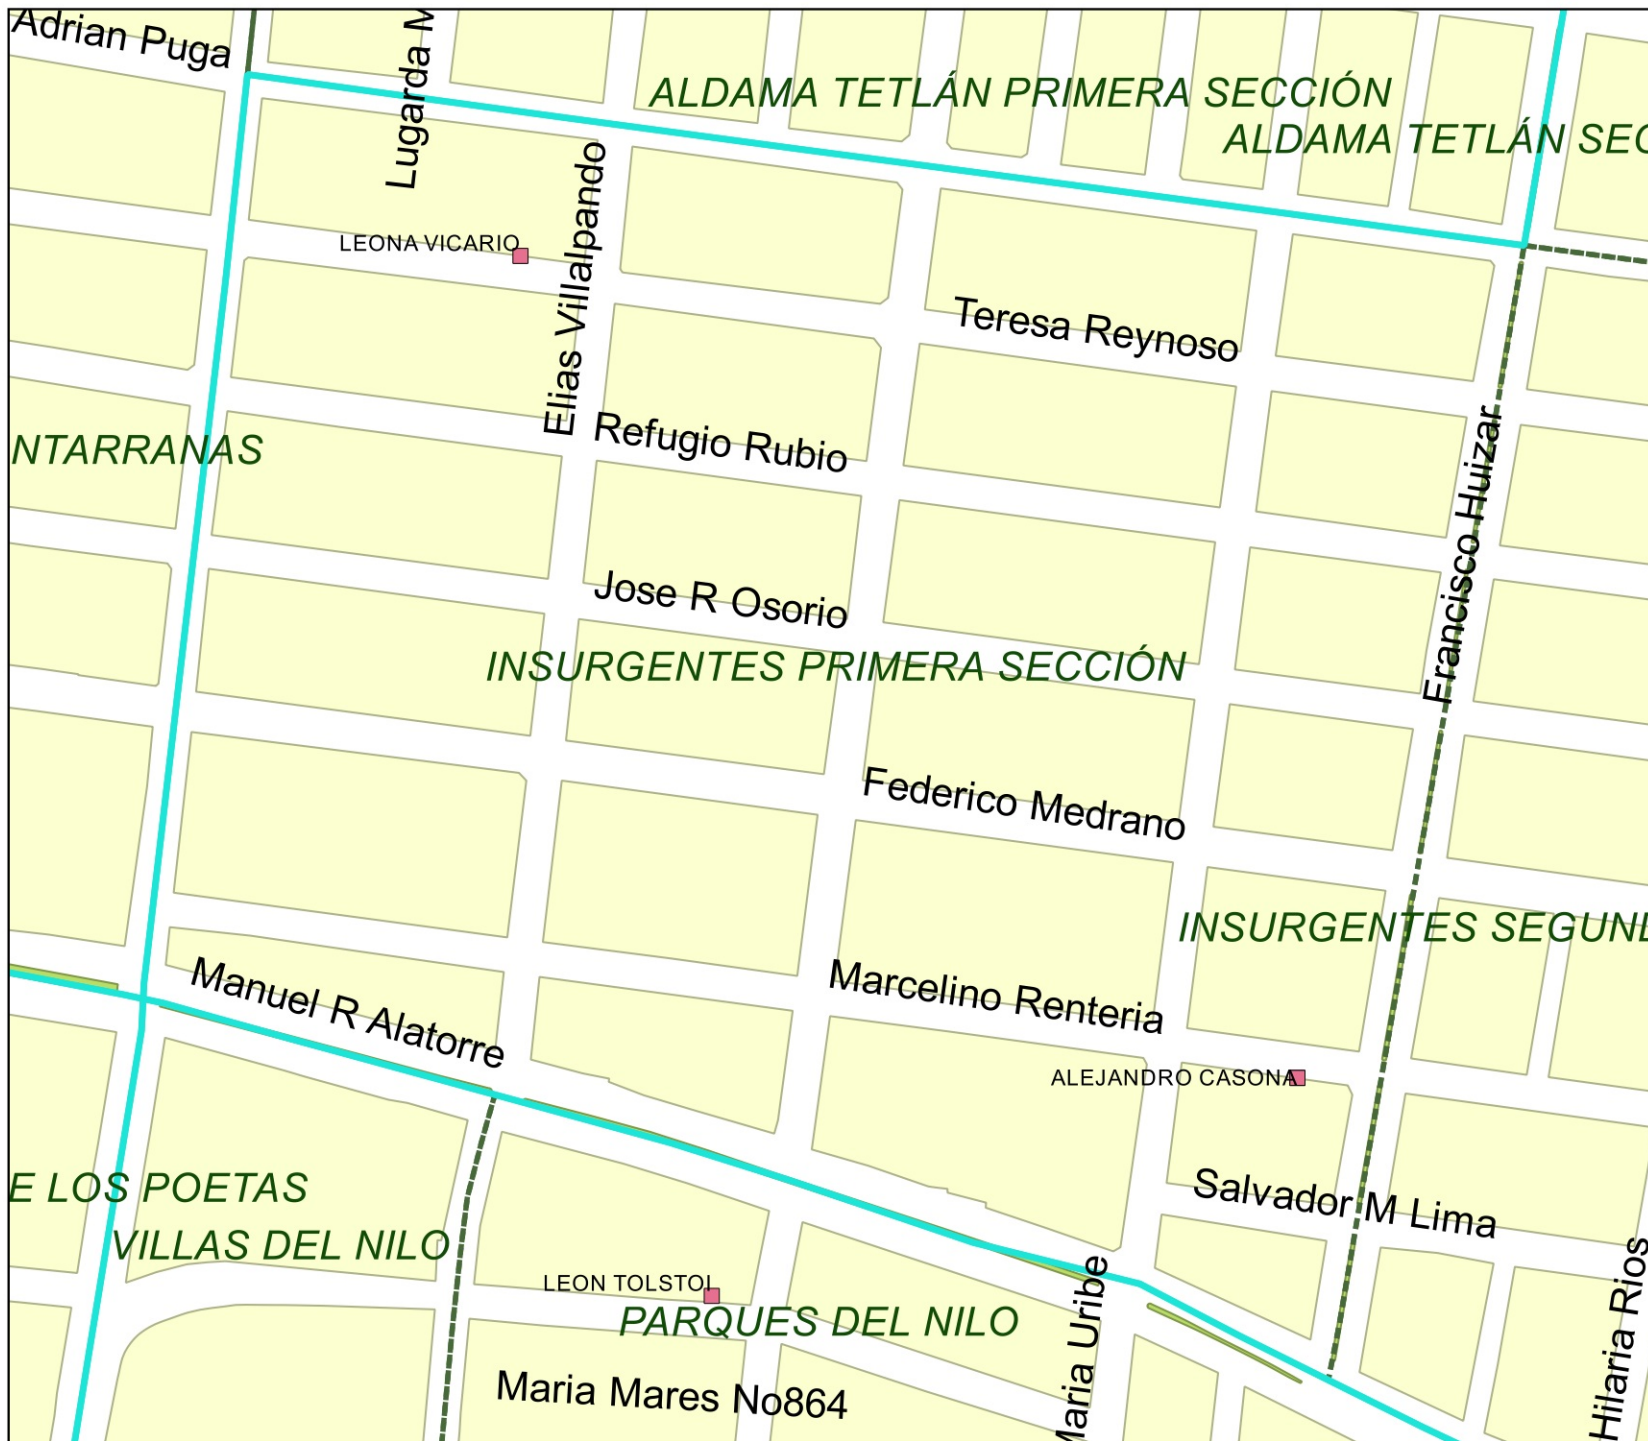 Adrian Puga
Lugarda M
ALDAMA TETLÁN PRIMERA SECCIÓN
ALDAMA TETLÁN SEC
LEONA VICARIO
Elias Villalpando
Teresa Reynoso
Refugio Rubio
NTARRANAS
Francisco Huizar
Jose R Osorio
INSURGENTES PRIMERA SECCIÓN
Federico Medrano
INSURGENTES SEGUND
Manuel R Alatorre
Marcelino Renteria
ALEJANDRO CASONA
E LOS POETAS
Salvador M Lima
VILLAS DEL NILO
LEON TOLSTOI
PARQUES DEL NILO
Maria Uribe
Hilaria Rios
Maria Mares No864